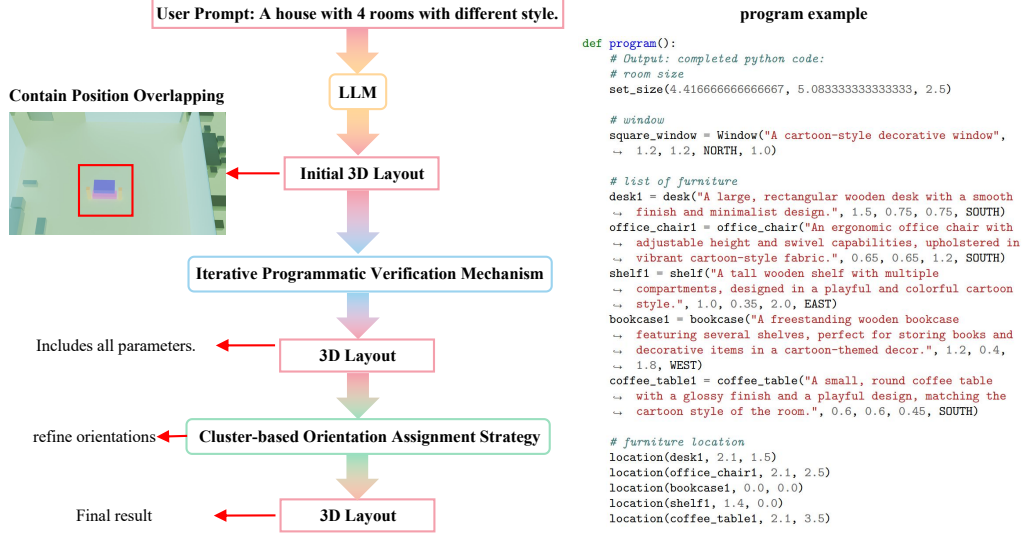 User Prompt: A house with 4 rooms with different style.
LLM
Contain Position Overlapping
Initial 3D Layout
Iterative Programmatic Verification Mechanism
Includes all parameters.
3D Layout
refine orientations
Cluster-based Orientation Assignment Strategy
Final result
3D Layout
program example
def program():
# Output: completed python code:
# room size
set_size(4.416666666666667, 5.083333333333333, 2.5)
# window
square_window = Window("A cartoon-style decorative window",
↪ 1.2, 1.2, NORTH, 1.0)
# list of furniture
desk1 = desk("A large, rectangular wooden desk with a smooth
↪ finish and minimalist design.", 1.5, 0.75, 0.75, SOUTH)
office_chair1 = office_chair("An ergonomic office chair with
↪ adjustable height and swivel capabilities, upholstered in
↪ vibrant cartoon-style fabric.", 0.65, 0.65, 1.2, SOUTH)
shelf1 = shelf("A tall wooden shelf with multiple
↪ compartments, designed in a playful and colorful cartoon
↪ style.", 1.0, 0.35, 2.0, EAST)
bookcase1 = bookcase("A freestanding wooden bookcase
↪ featuring several shelves, perfect for storing books and
↪ decorative items in a cartoon-themed decor.", 1.2, 0.4,
↪ 1.8, WEST)
coffee_table1 = coffee_table("A small, round coffee table
↪ with a glossy finish and a playful design, matching the
↪ cartoon style of the room.", 0.6, 0.6, 0.45, SOUTH)
# furniture location
location(desk1, 2.1, 1.5)
location(office_chair1, 2.1, 2.5)
location(bookcase1, 0.0, 0.0)
location(shelf1, 1.4, 0.0)
location(coffee_table1, 2.1, 3.5)